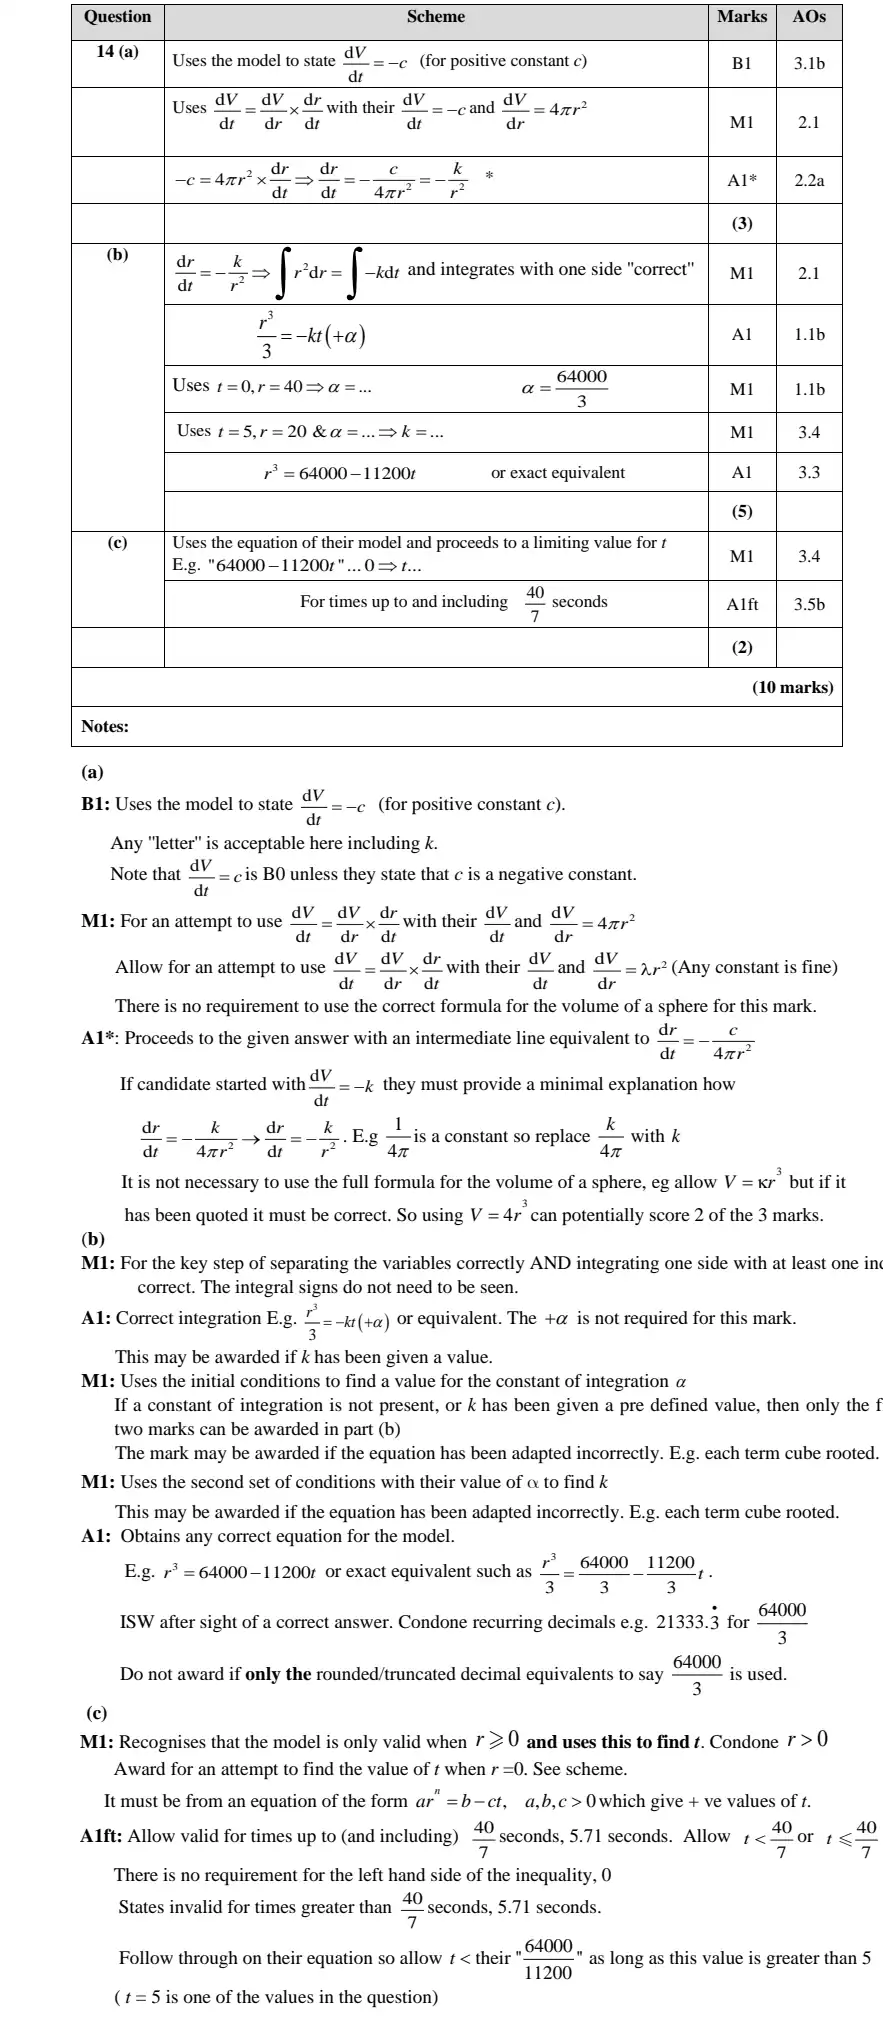 Question Scheme Marks AOs
14 (a) Uses the model to state dV/dt = −c (for positive constant c) B1 3.1b
Uses dV/dt = dV/dr × dr/dt with their dV/dt = −c and dV/dr = 4πr² M1 2.1
−c = 4πr² × dr/dt ⇒ dr/dt = −c/(4πr²) = −k/r² * A1* 2.2a
(3)
(b) dr/dt = −k/r² ⇒ ∫ r²dr = ∫ −kdt and integrates with one side "correct" M1 2.1
r³/3 = −kt(+α) A1 1.1b
Uses t = 0, r = 40 ⇒ α = ... α = 64000/3 M1 1.1b
Uses t = 5, r = 20 & α = ... ⇒ k = ... M1 3.4
r³ = 64000 − 11200t or exact equivalent A1 3.3
(5)
(c) Uses the equation of their model and proceeds to a limiting value for t
E.g. "64000 − 11200t" ... 0 ⇒ t... M1 3.4
For times up to and including 40/7 seconds A1ft 3.5b
(2)
(10 marks)
Notes:
(a)
B1: Uses the model to state dV/dt = −c (for positive constant c).
Any "letter" is acceptable here including k.
Note that dV/dt = c is B0 unless they state that c is a negative constant.
M1: For an attempt to use dV/dt = dV/dr × dr/dt with their dV/dt and dV/dr = 4πr²
Allow for an attempt to use dV/dt = dV/dr × dr/dt with their dV/dt and dV/dr = λr² (Any constant is fine)
There is no requirement to use the correct formula for the volume of a sphere for this mark.
A1*: Proceeds to the given answer with an intermediate line equivalent to dr/dt = −c/(4πr²)
If candidate started with dV/dt = −k they must provide a minimal explanation how
dr/dt = −k/(4πr²) → dr/dt = −k/r². E.g 1/(4π) is a constant so replace k/(4π) with k
It is not necessary to use the full formula for the volume of a sphere, eg allow V = κr³ but if it
has been quoted it must be correct. So using V = 4r³ can potentially score 2 of the 3 marks.
(b)
M1: For the key step of separating the variables correctly AND integrating one side with at least one
correct. The integral signs do not need to be seen.
A1: Correct integration E.g. r³/3 = −kt(+α) or equivalent. The +α is not required for this mark.
This may be awarded if k has been given a value.
M1: Uses the initial conditions to find a value for the constant of integration α
If a constant of integration is not present, or k has been given a pre defined value, then only the
two marks can be awarded in part (b)
The mark may be awarded if the equation has been adapted incorrectly. E.g. each term cube rooted.
M1: Uses the second set of conditions with their value of α to find k
This may be awarded if the equation has been adapted incorrectly. E.g. each term cube rooted.
A1: Obtains any correct equation for the model.
E.g. r³ = 64000 − 11200t or exact equivalent such as r³/3 = 64000/3 − 11200/3 t .
ISW after sight of a correct answer. Condone recurring decimals e.g. 21333.3̇ for 64000/3
Do not award if only the rounded/truncated decimal equivalents to say 64000/3 is used.
(c)
M1: Recognises that the model is only valid when r ⩾ 0 and uses this to find t. Condone r > 0
Award for an attempt to find the value of t when r =0. See scheme.
It must be from an equation of the form arⁿ = b − ct, a,b,c > 0 which give + ve values of t.
A1ft: Allow valid for times up to (and including) 40/7 seconds, 5.71 seconds. Allow t < 40/7 or t ⩽ 40/7
There is no requirement for the left hand side of the inequality, 0
States invalid for times greater than 40/7 seconds, 5.71 seconds.
Follow through on their equation so allow t < their "64000/11200" as long as this value is greater than 5
( t = 5 is one of the values in the question)